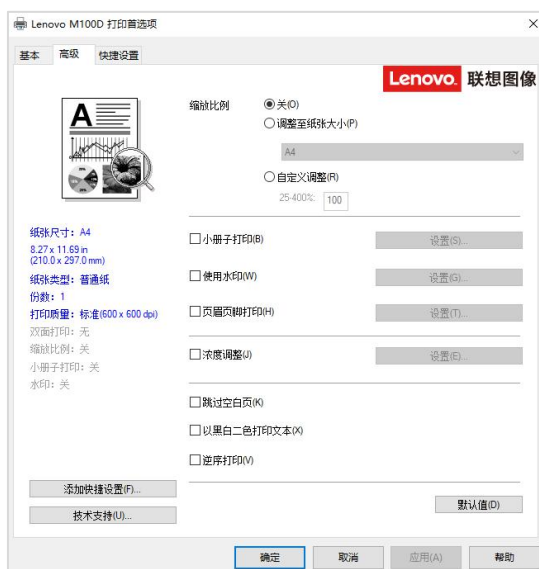 Lenovo M100D 打印首选项
基本 高级 快捷设置
Lenovo. 联想图像
A
缩放比例
关(O)
调整至纸张大小(P)
A4
自定义调整(R)
25-400%: 100
纸张尺寸: A4
8.27 x 11.69 in
(210.0 x 297.0 mm)
纸张类型: 普通纸
份数: 1
打印质量: 标准(600 x 600 dpi)
双面打印: 无
缩放比例: 关
小册子打印: 关
水印: 关
小册子打印(B) 设置(S)...
使用水印(W) 设置(G)...
页眉页脚打印(H) 设置(T)...
浓度调整(J) 设置(E)...
跳过空白页(K)
以黑白二色打印文本(X)
逆序打印(V)
添加快捷设置(F)...
技术支持(U)...
默认值(D)
确定 取消 应用(A) 帮助